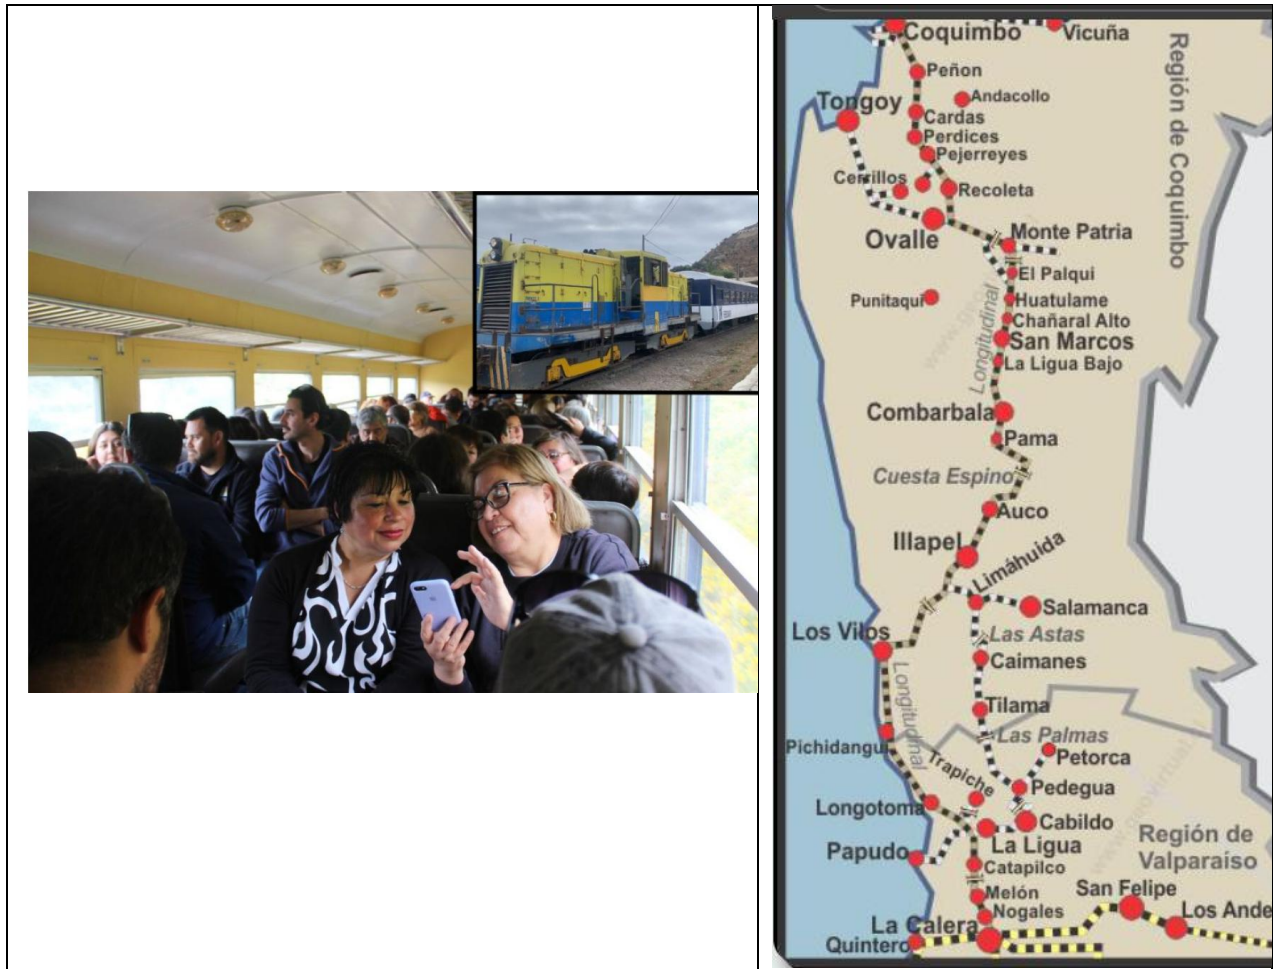 Coquimbo
Vicuña
Peñon
Andacollo
Tongoy
Cardas
Perdices
Pejerreyes
Cerrillos
Recoleta
Ovalle
Monte Patria
El Palqui
Punitaqui
Huatulame
Chañaral Alto
San Marcos
La Ligua Bajo
Longitudinal
Combarbala
Pama
Cuesta Espino
Auco
Illapel
Limáhuida
Salamanca
Los Vilos
Las Astas
Caimanes
Longitudinal
Tilama
Las Palmas
Pichidangui
Trapiche
Petorca
Pedegua
Longotoma
Cabildo
La Ligua
Papudo
Catapilco
Melón
Nogales
San Felipe
Los Ande
La Calera
Quintero
Región de Coquimbo
Región de
Valparaíso